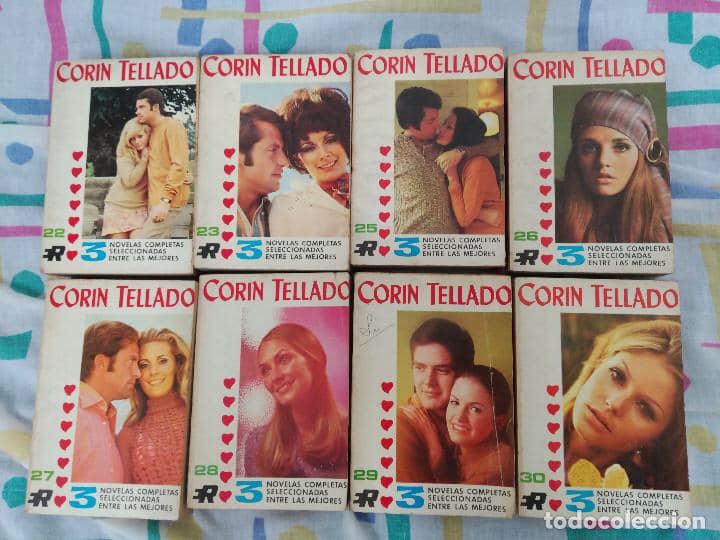 CORIN TELLADO
22
R
3 NOVELAS COMPLETAS
SELECCIONADAS
ENTRE LAS MEJORES
CORIN TELLADO
23
R
3 NOVELAS COMPLETAS
SELECCIONADAS
ENTRE LAS MEJORES
CORIN TELLADO
25
R
3 NOVELAS COMPLETAS
SELECCIONADAS
ENTRE LAS MEJORES
CORIN TELLADO
26
R
3 NOVELAS COMPLETAS
SELECCIONADAS
ENTRE LAS MEJORES
CORIN TELLADO
27
R
3 NOVELAS COMPLETAS
SELECCIONADAS
ENTRE LAS MEJORES
CORIN TELLADO
28
R
3 NOVELAS COMPLETAS
SELECCIONADAS
ENTRE LAS MEJORES
CORIN TELLADO
29
R
3 NOVELAS COMPLETAS
SELECCIONADAS
ENTRE LAS MEJORES
CORIN TELLADO
30
R
3 NOVELAS COMPLETAS
SELECCIONADAS
ENTRE LAS MEJORES
todocoleccion.net